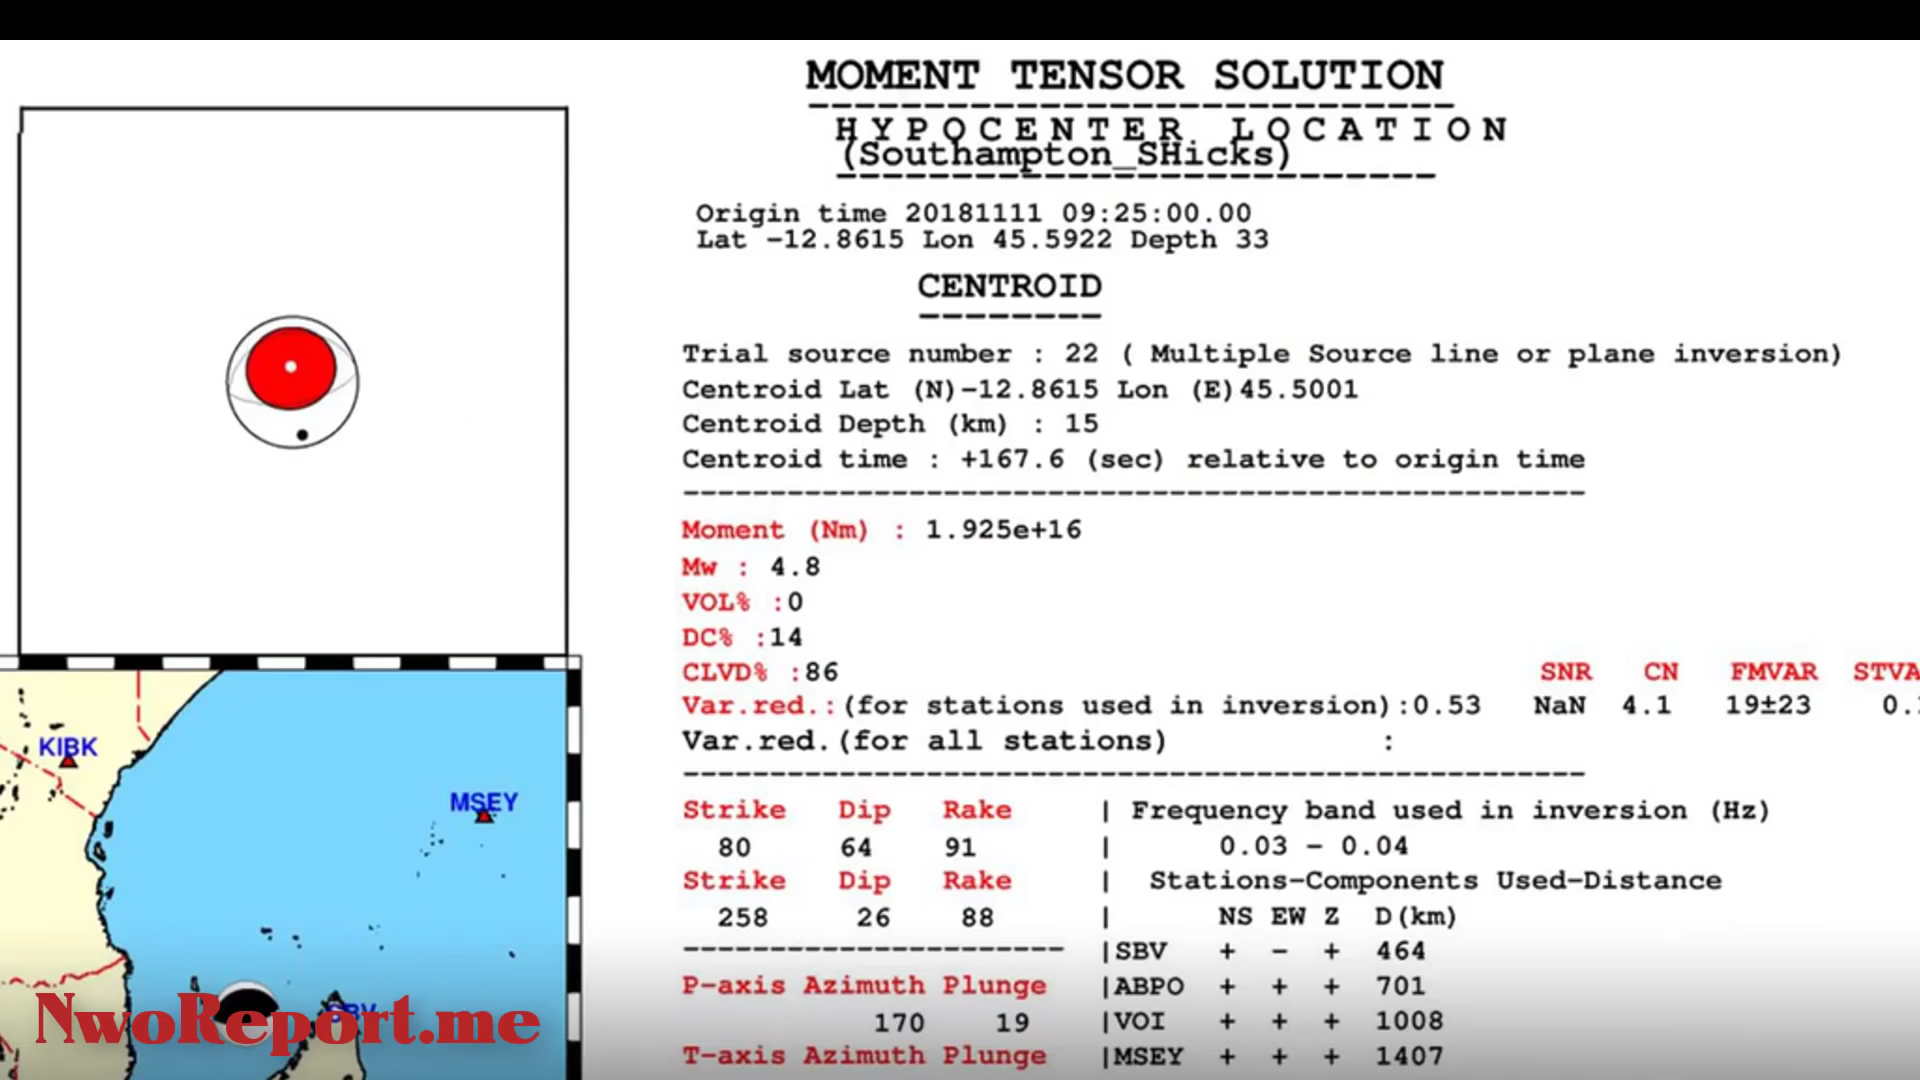 MOMENT TENSOR SOLUTION
HYPOCENTER LOCATION
(Southampton_SHicks)
Origin time 20181111 09:25:00.00
Lat -12.8615 Lon 45.5922 Depth 33
CENTROID
Trial source number : 22 ( Multiple Source line or plane inversion)
Centroid Lat (N)-12.8615 Lon (E)45.5001
Centroid Depth (km) : 15
Centroid time : +167.6 (sec) relative to origin time
Moment (Nm) : 1.925e+16
Mw : 4.8
VOL% :0
DC% :14
CLVD% :86
SNR CN FMVAR STVA
Var.red.:(for stations used in inversion):0.53 NaN 4.1 19±23 0.
Var.red.(for all stations) :
Strike Dip Rake | Frequency band used in inversion (Hz)
80 64 91 | 0.03 - 0.04
Strike Dip Rake | Stations-Components Used-Distance
258 26 88 | NS EW Z D(km)
|SBV + - + 464
P-axis Azimuth Plunge |ABPO + + + 701
170 19 |VOI + + + 1008
T-axis Azimuth Plunge |MSEY + + + 1407
KIBK
MSEY
SBV
NwoReport.me